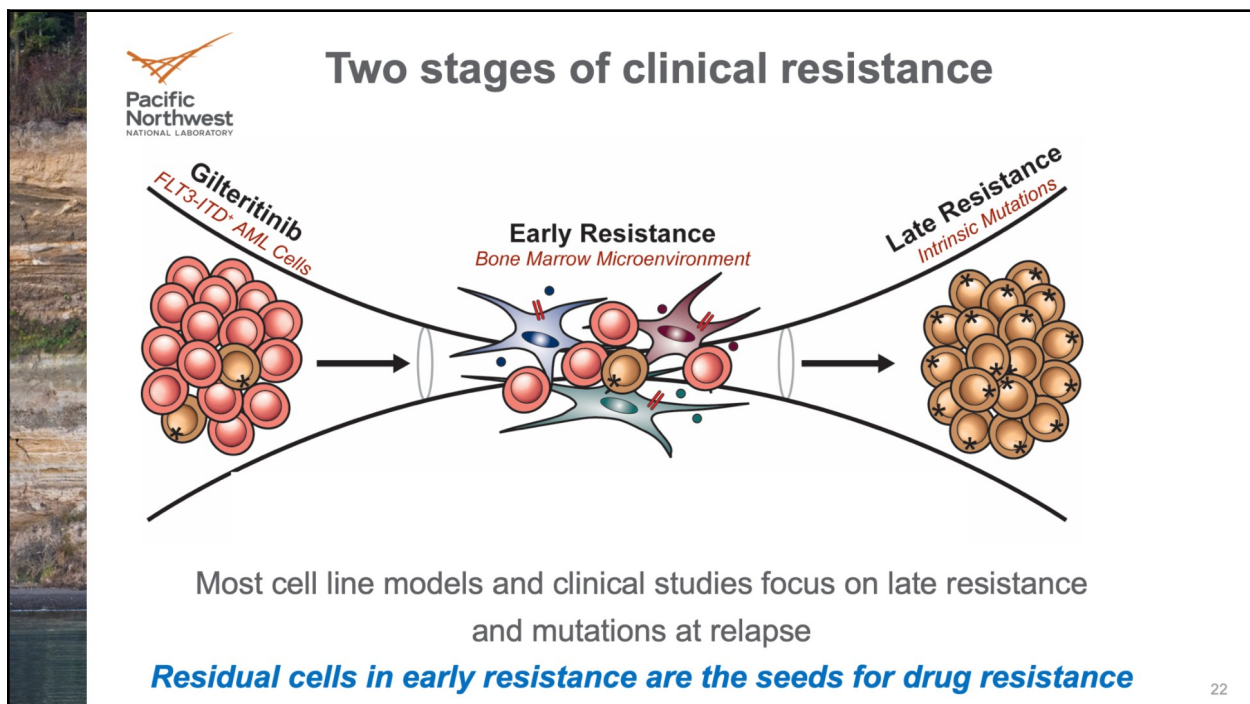 Pacific
Northwest
NATIONAL LABORATORY
Two stages of clinical resistance
Gilteritinib
FLT3-ITD⁺ AML Cells
Early Resistance
Bone Marrow Microenvironment
Late Resistance
Intrinsic Mutations
Most cell line models and clinical studies focus on late resistance
and mutations at relapse
Residual cells in early resistance are the seeds for drug resistance
22